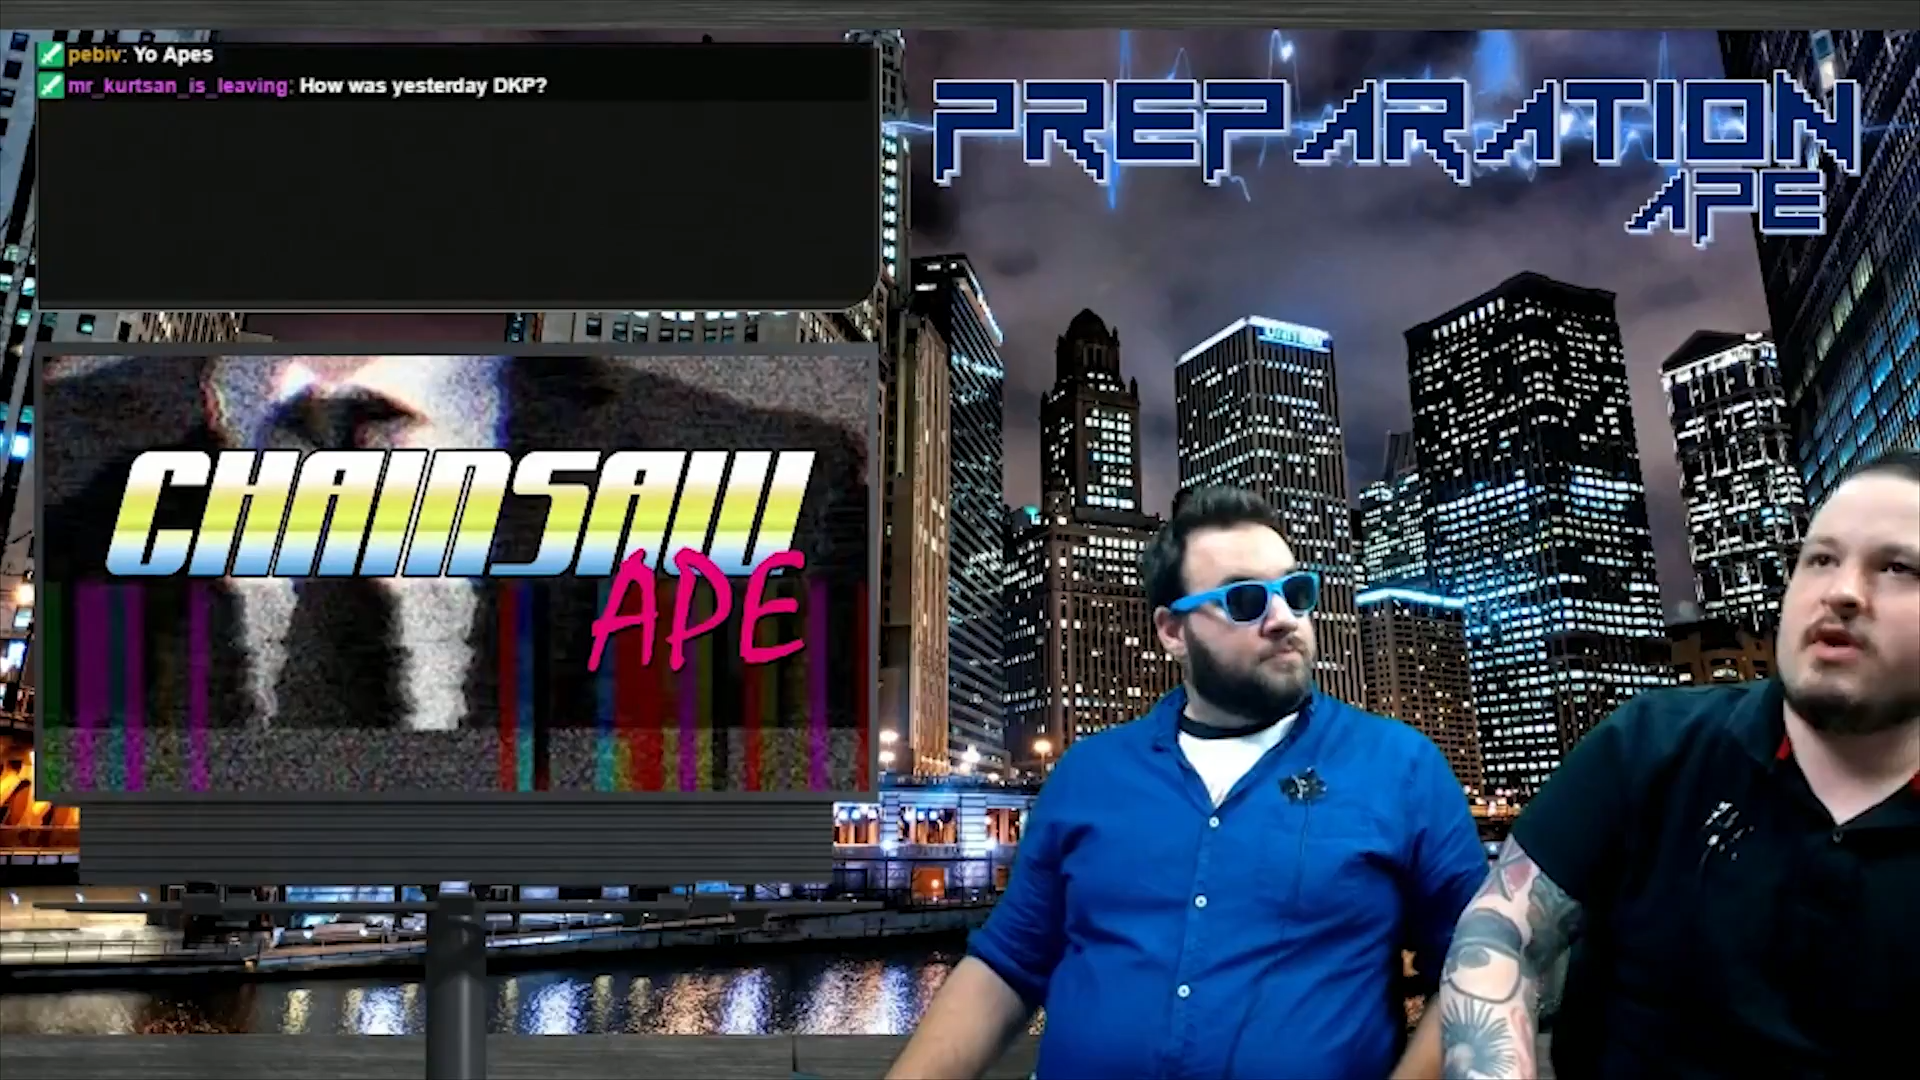 pebiv: Yo Apes
mr_kurtsan_is_leaving: How was yesterday DKP?
PREPARATION
APE
CHAINSAW
APE